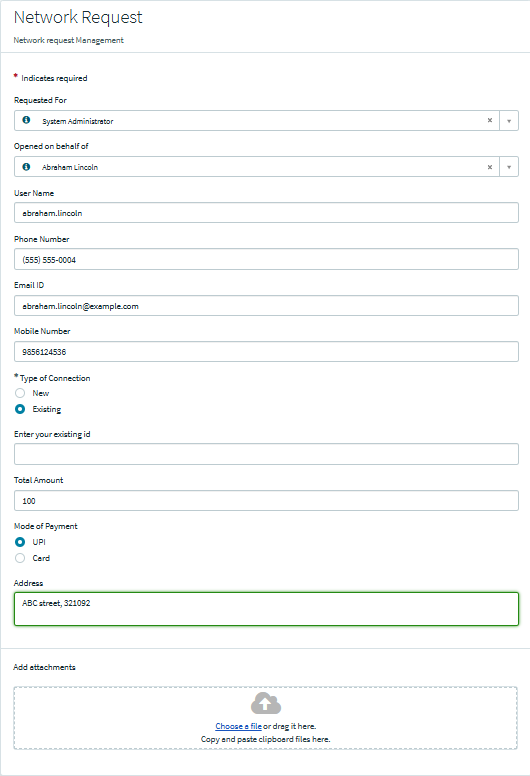 Network Request
Network request Management
* Indicates required
Requested For
System Administrator
Opened on behalf of
Abraham Lincoln
User Name
abraham.lincoln
Phone Number
(555) 555-0004
Email ID
abraham.lincoln@example.com
Mobile Number
9856124536
* Type of Connection
New
Existing
Enter your existing id
Total Amount
100
Mode of Payment
UPI
Card
Address
ABC street, 321092
Add attachments
Choose a file or drag it here.
Copy and paste clipboard files here.